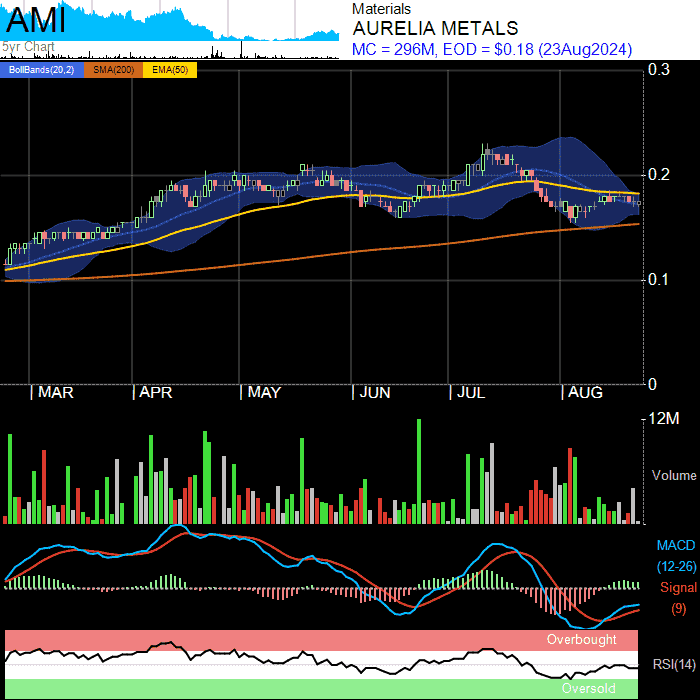 AMI
5yr Chart
Materials
AURELIA METALS
MC = 296M, EOD = $0.18 (23Aug2024)
BollBands(20,2) SMA(200) EMA(50)
0.3
0.2
0.1
0
MAR APR MAY JUN JUL AUG
12M
Volume
MACD
(12-26)
Signal
(9)
Overbought
RSI(14)
Oversold